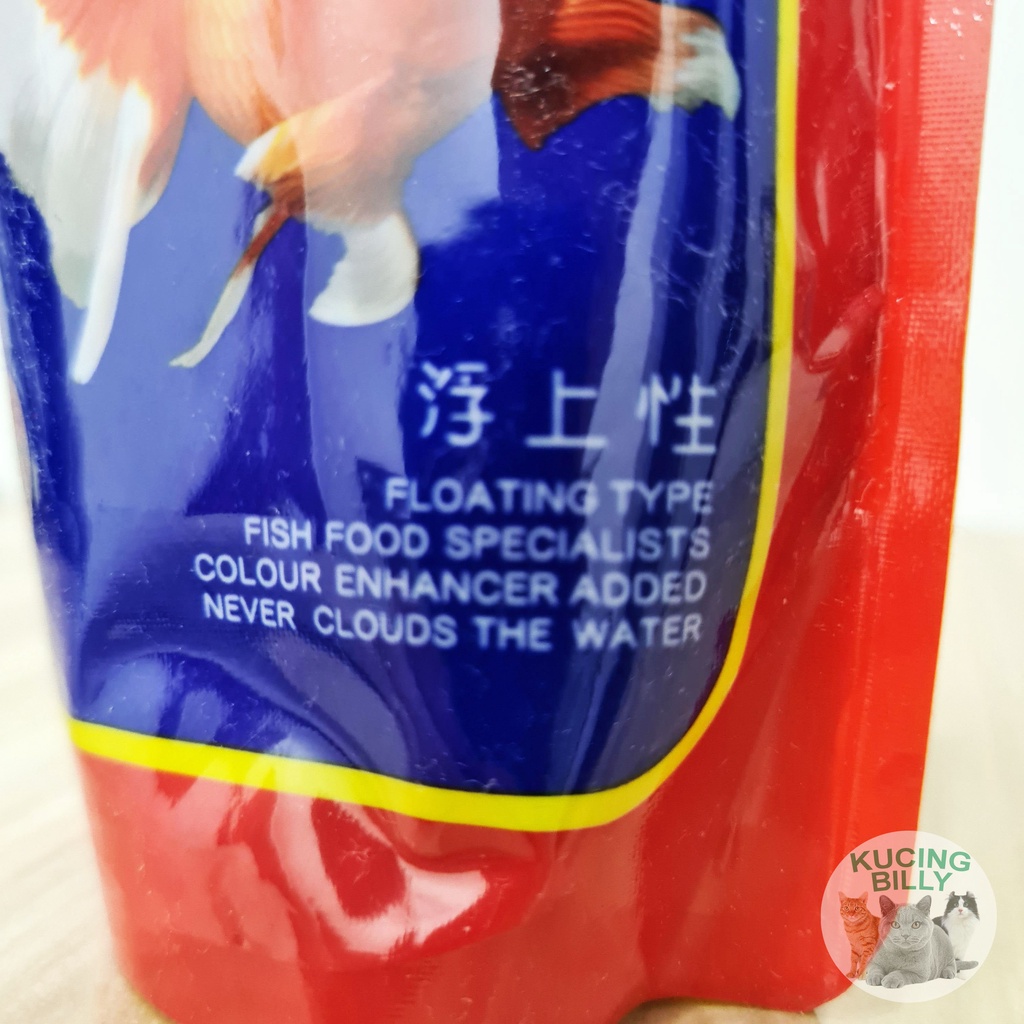 浮上性
FLOATING TYPE
FISH FOOD SPECIALISTS
COLOUR ENHANCER ADDED
NEVER CLOUDS THE WATER
KUCING
BILLY